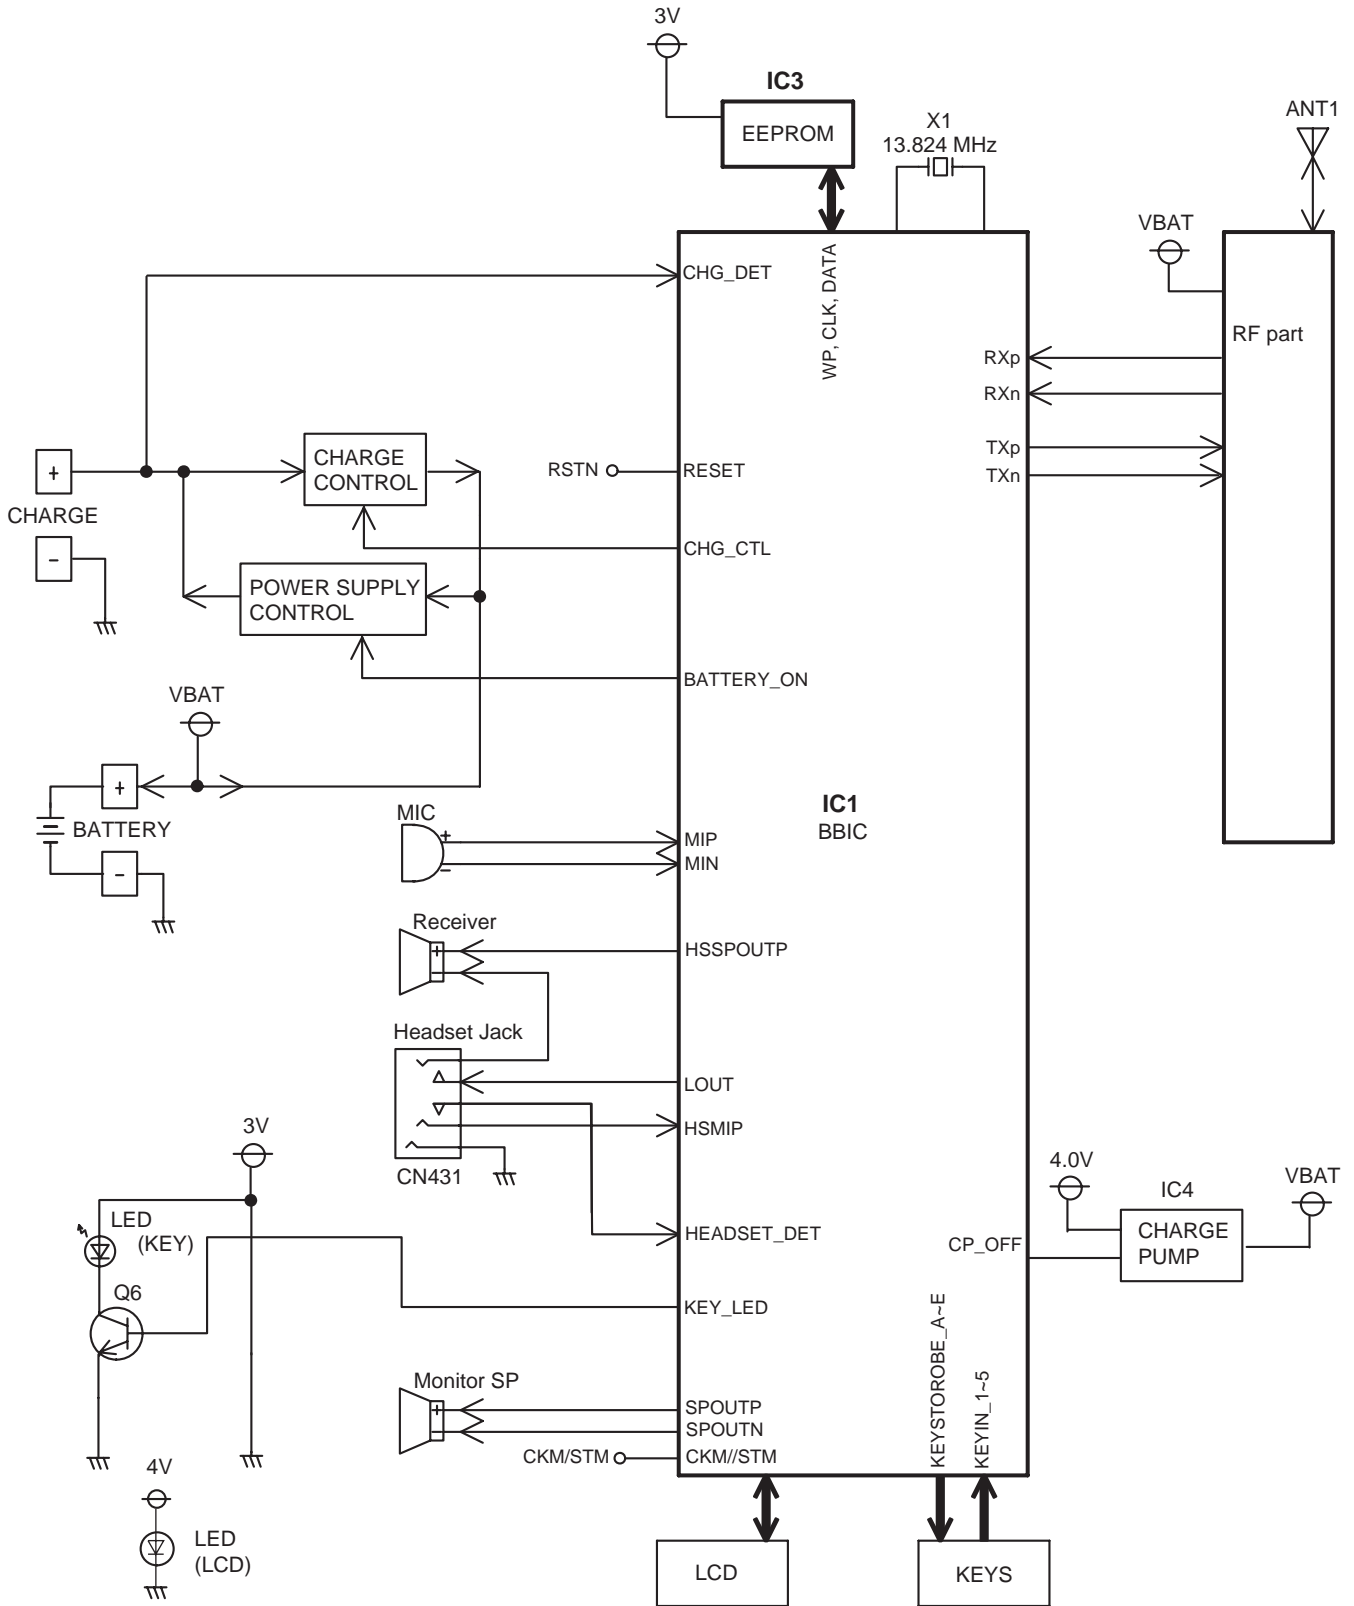 3V
IC3
EEPROM
X1
13.824 MHz
ANT1
VBAT
WP, CLK, DATA
CHG_DET
RF part
RXp
RXn
TXp
TXn
+
CHARGE
-
CHARGE
CONTROL
RSTN
RESET
CHG_CTL
POWER SUPPLY
CONTROL
BATTERY_ON
VBAT
+
BATTERY
-
IC1
BBIC
MIC
+
-
MIP
MIN
Receiver
+
-
HSSPOUTP
Headset Jack
LOUT
HSMIP
CN431
3V
LED
(KEY)
Q6
HEADSET_DET
KEY_LED
4.0V
IC4
VBAT
CP_OFF
CHARGE
PUMP
KEYSTOROBE_A~E
KEYIN_1~5
Monitor SP
+
-
SPOUTP
SPOUTN
CKM/STM
CKM//STM
4V
LED
(LCD)
LCD
KEYS